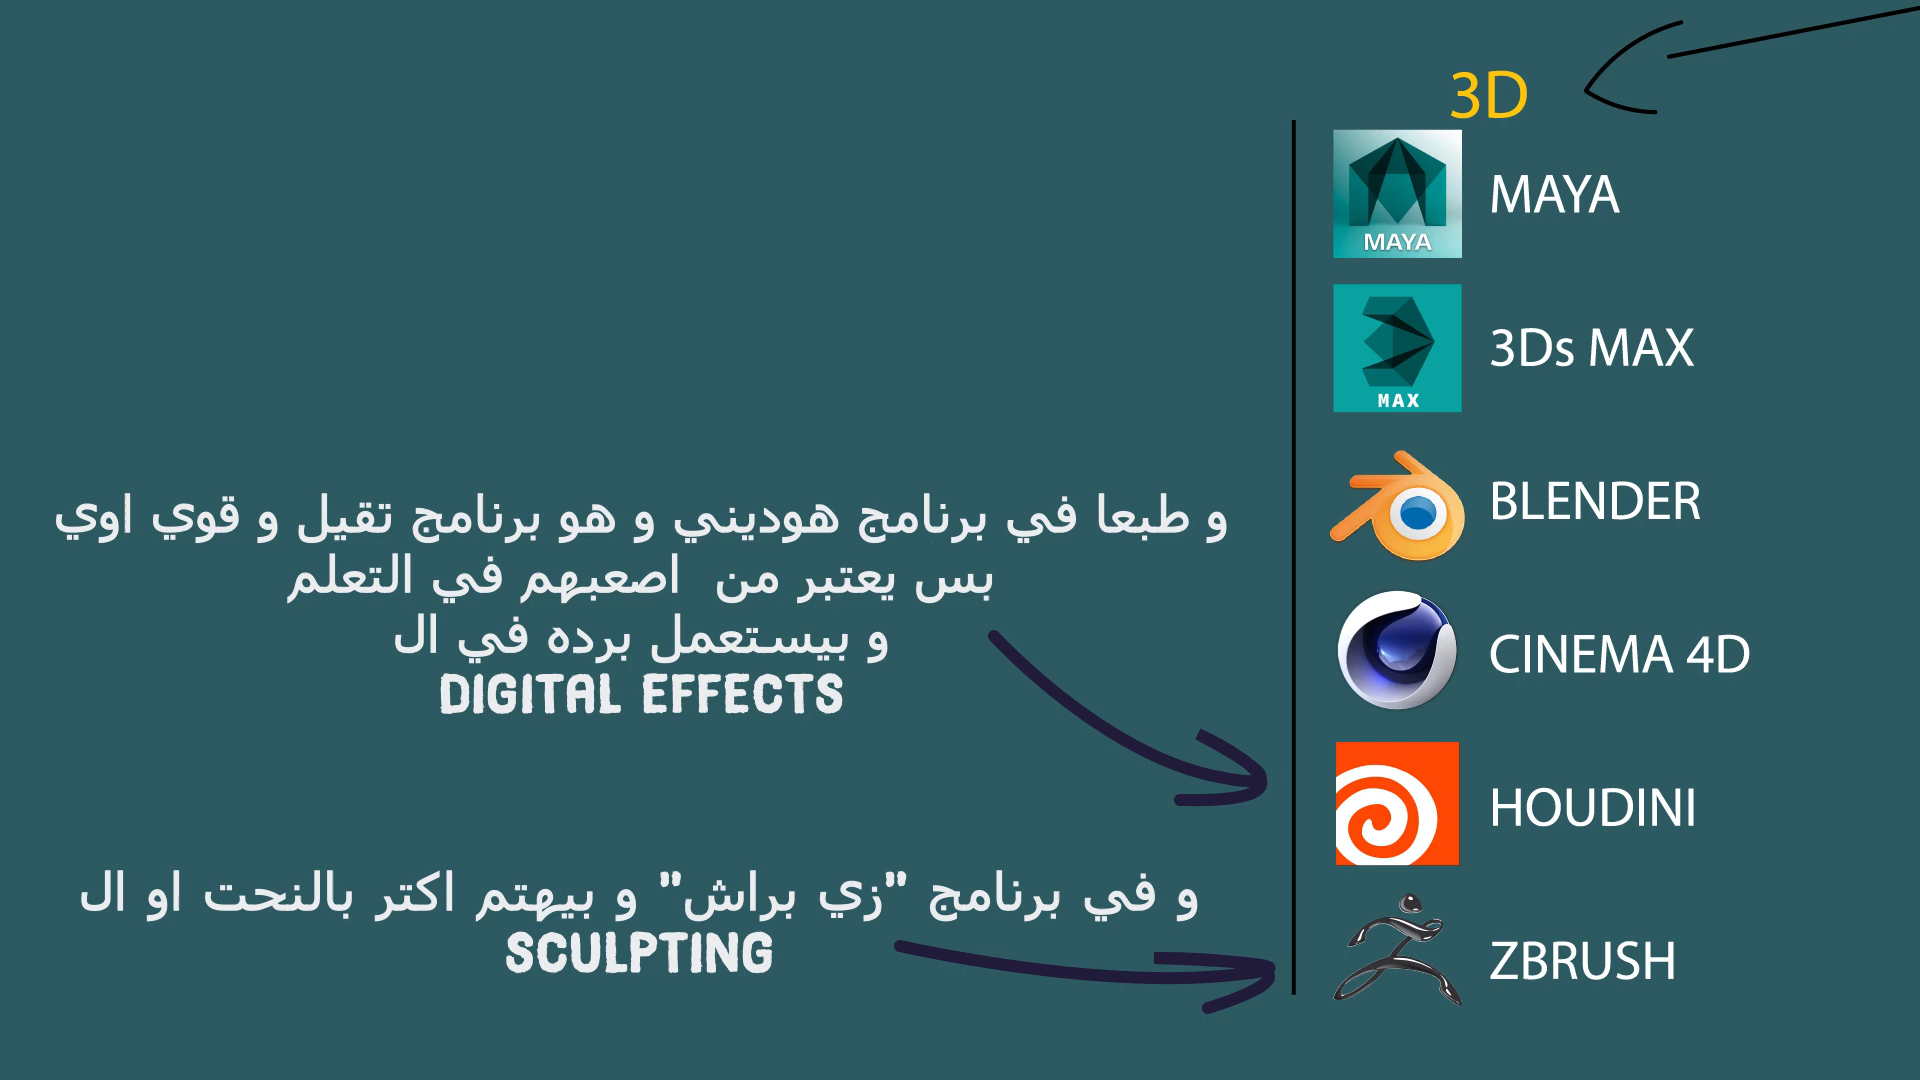 3D
MAYA
MAYA
MAX
3Ds MAX
BLENDER
CINEMA 4D
HOUDINI
ZBRUSH
و طبعا في برنامج هوديني و هو برنامج تقيل و قوي اوي
بس يعتبر من اصعبهم في التعلم
و بيستعمل برده في ال
DIGITAL EFFECTS
و في برنامج "زي براش" و بيهتم اكتر بالنحت او ال
SCULPTING